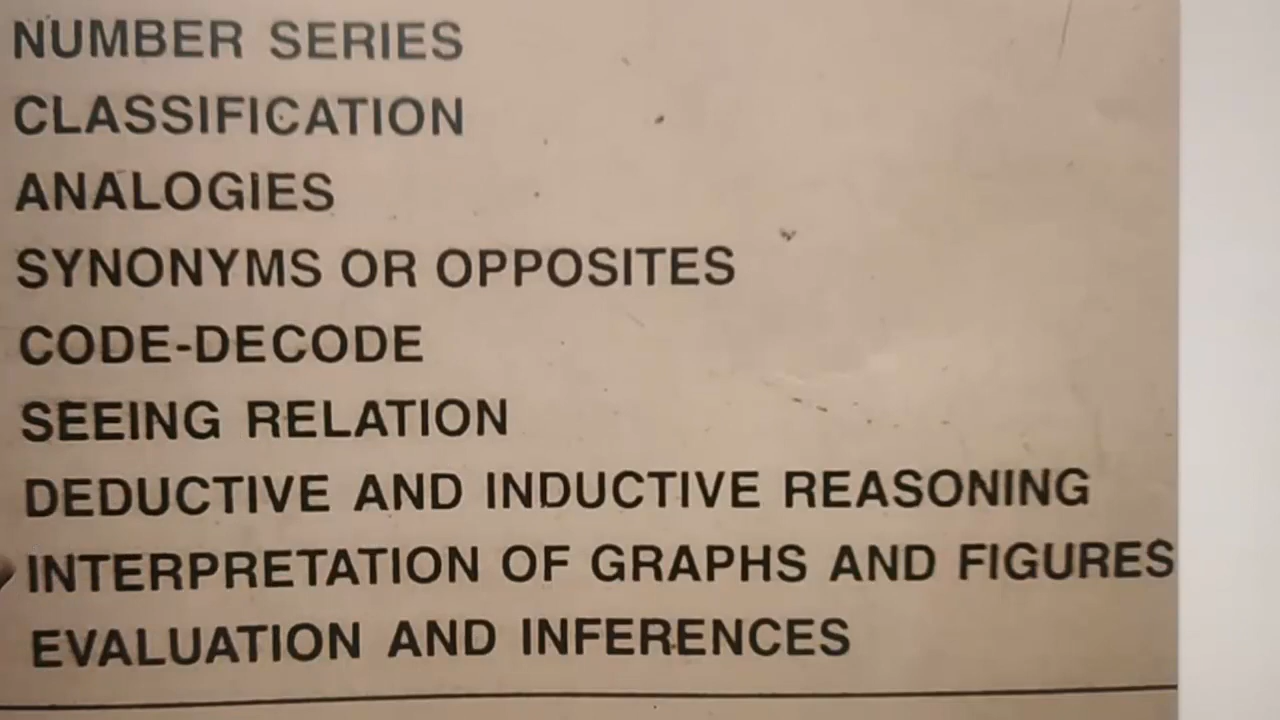 NUMBER SERIES
CLASSIFICATION
ANALOGIES
SYNONYMS OR OPPOSITES
CODE-DECODE
SEEING RELATION
DEDUCTIVE AND INDUCTIVE REASONING
INTERPRETATION OF GRAPHS AND FIGURES
EVALUATION AND INFERENCES